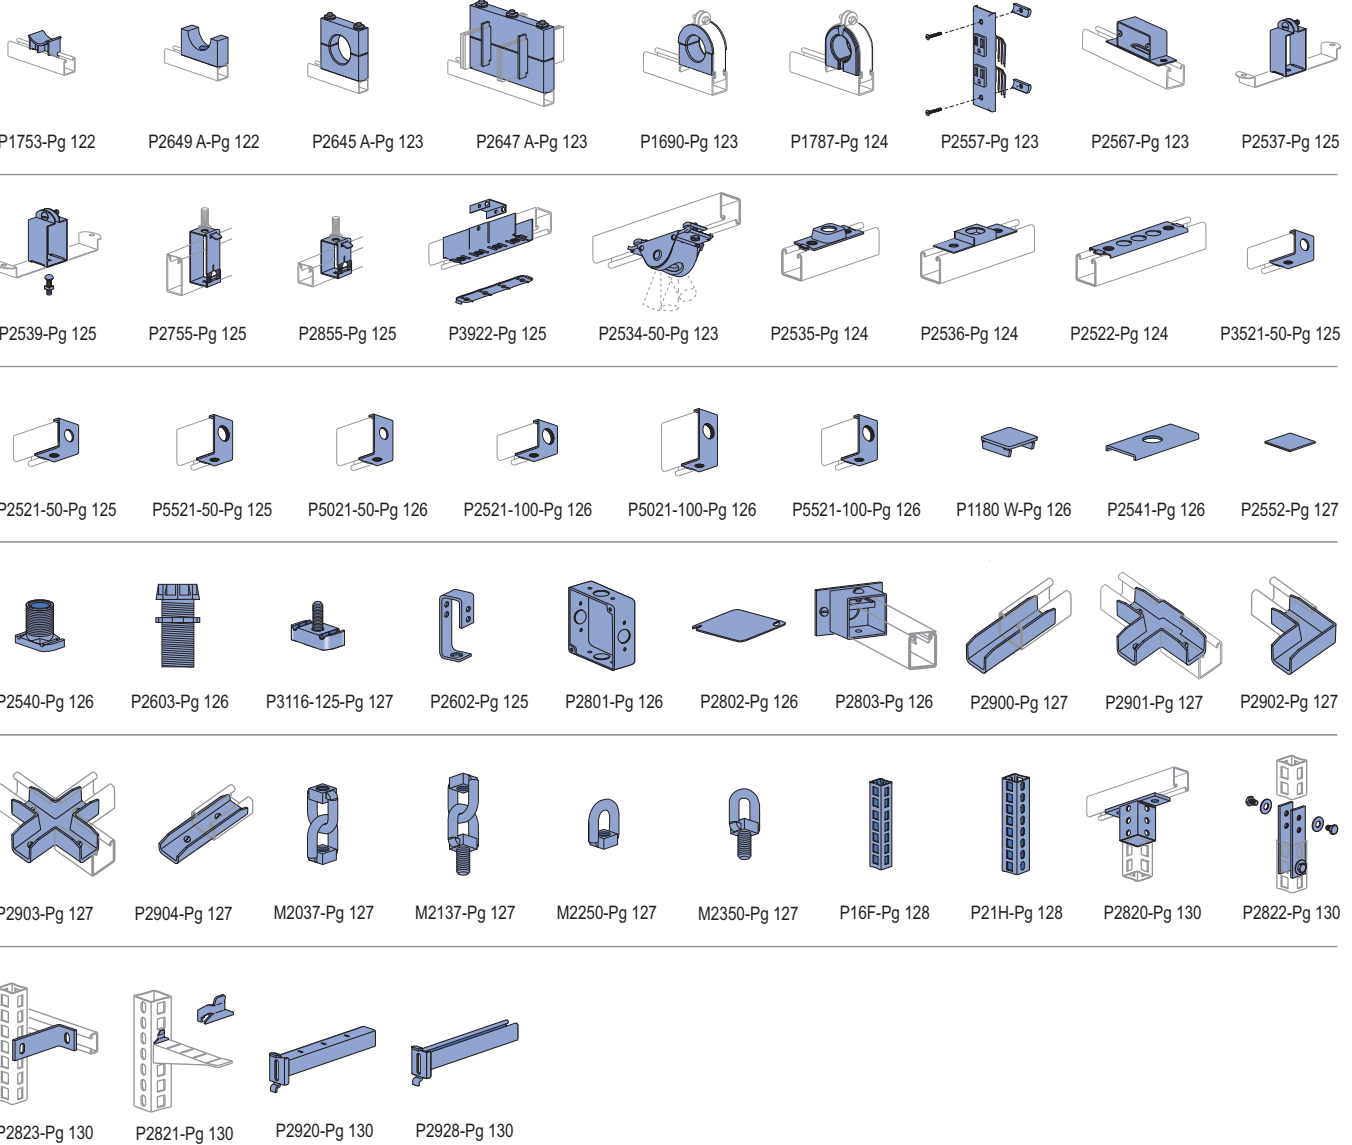 P1753-Pg 122 P2649 A-Pg 122 P2645 A-Pg 123 P2647 A-Pg 123 P1690-Pg 123 P1787-Pg 124 P2557-Pg 123 P2567-Pg 123 P2537-Pg 125
P2539-Pg 125 P2755-Pg 125 P2855-Pg 125 P3922-Pg 125 P2534-50-Pg 123 P2535-Pg 124 P2536-Pg 124 P2522-Pg 124 P3521-50-Pg 125
P2521-50-Pg 125 P5521-50-Pg 125 P5021-50-Pg 126 P2521-100-Pg 126 P5021-100-Pg 126 P5521-100-Pg 126 P1180 W-Pg 126 P2541-Pg 126 P2552-Pg 127
P2540-Pg 126 P2603-Pg 126 P3116-125-Pg 127 P2602-Pg 125 P2801-Pg 126 P2802-Pg 126 P2803-Pg 126 P2900-Pg 127 P2901-Pg 127 P2902-Pg 127
P2903-Pg 127 P2904-Pg 127 M2037-Pg 127 M2137-Pg 127 M2250-Pg 127 M2350-Pg 127 P16F-Pg 128 P21H-Pg 128 P2820-Pg 130 P2822-Pg 130
P2823-Pg 130 P2821-Pg 130 P2920-Pg 130 P2928-Pg 130